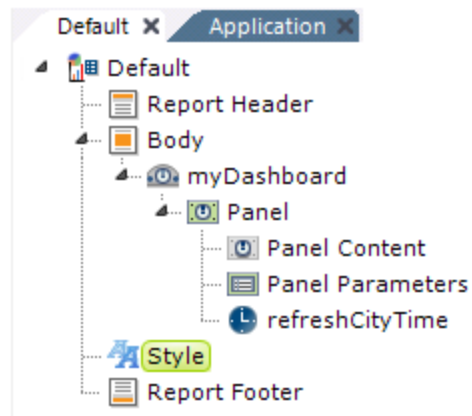 Default Application
Default
Report Header
Body
myDashboard
Panel
Panel Content
Panel Parameters
refreshCityTime
Style
Report Footer